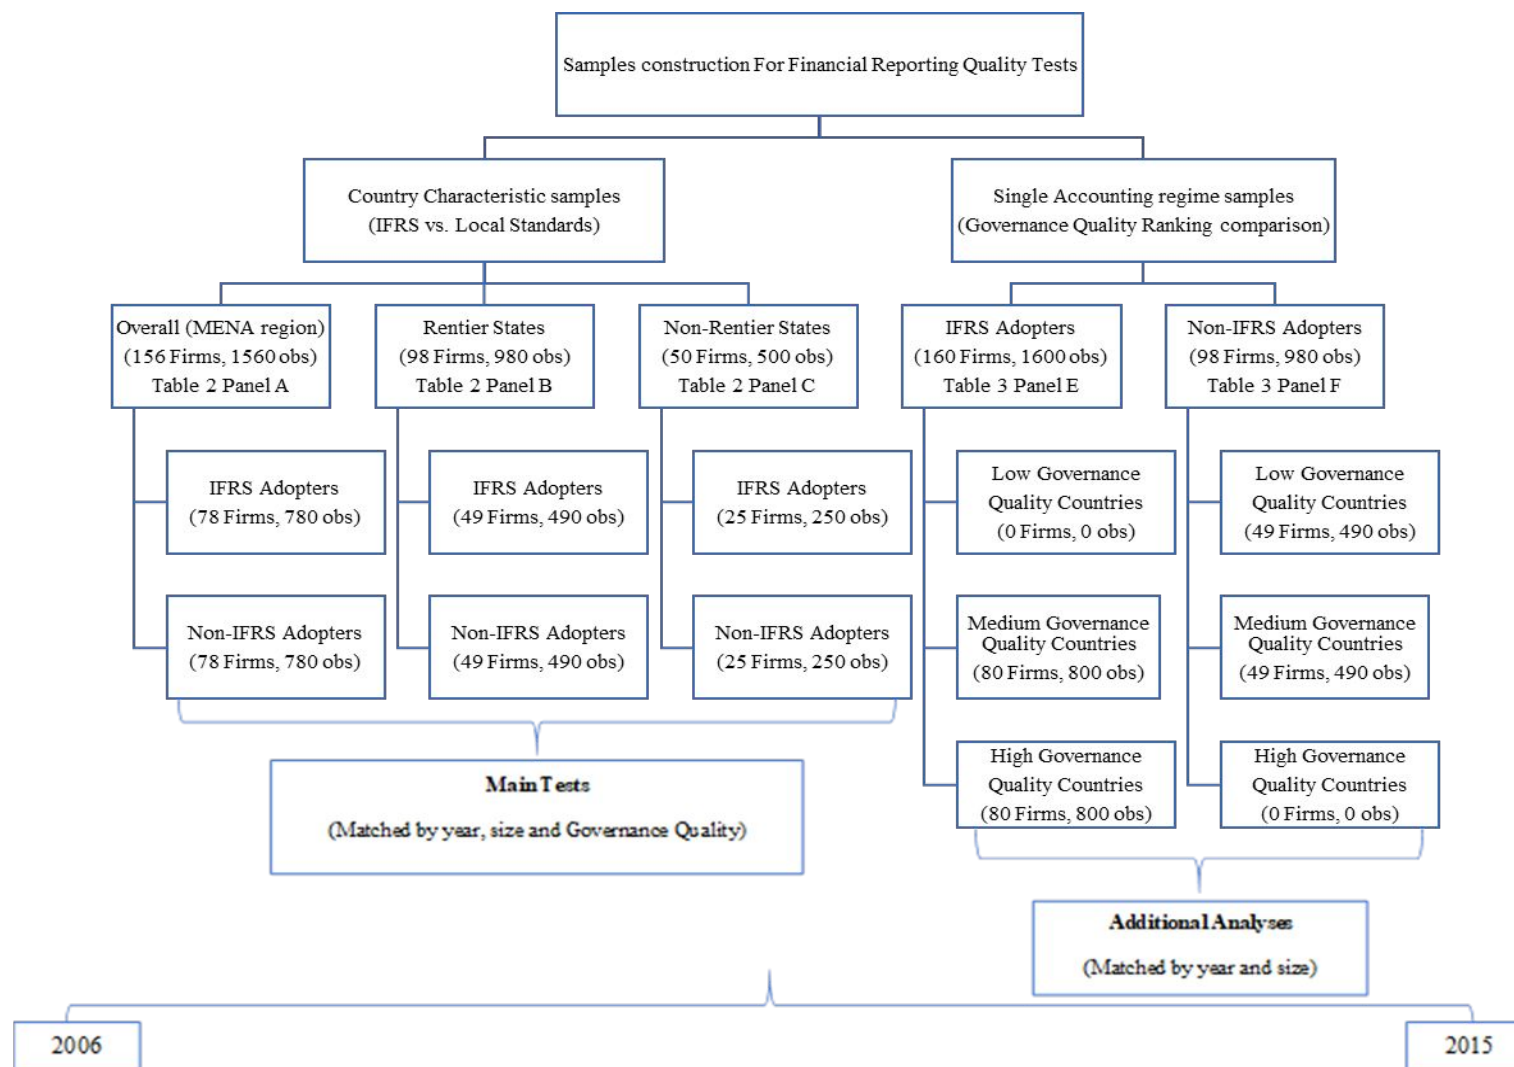 Samples construction For Financial Reporting Quality Tests
Country Characteristic samples
(IFRS vs. Local Standards)
Single Accounting regime samples
(Governance Quality Ranking comparison)
Overall (MENA region)
(156 Firms, 1560 obs)
Table 2 Panel A
Rentier States
(98 Firms, 980 obs)
Table 2 Panel B
Non-Rentier States
(50 Firms, 500 obs)
Table 2 Panel C
IFRS Adopters
(160 Firms, 1600 obs)
Table 3 Panel E
Non-IFRS Adopters
(98 Firms, 980 obs)
Table 3 Panel F
IFRS Adopters
(78 Firms, 780 obs)
IFRS Adopters
(49 Firms, 490 obs)
IFRS Adopters
(25 Firms, 250 obs)
Low Governance
Quality Countries
(0 Firms, 0 obs)
Low Governance
Quality Countries
(49 Firms, 490 obs)
Non-IFRS Adopters
(78 Firms, 780 obs)
Non-IFRS Adopters
(49 Firms, 490 obs)
Non-IFRS Adopters
(25 Firms, 250 obs)
Medium Governance
Quality Countries
(80 Firms, 800 obs)
Medium Governance
Quality Countries
(49 Firms, 490 obs)
High Governance
Quality Countries
(80 Firms, 800 obs)
High Governance
Quality Countries
(0 Firms, 0 obs)
Main Tests
(Matched by year, size and Governance Quality)
Additional Analyses
(Matched by year and size)
2006
2015